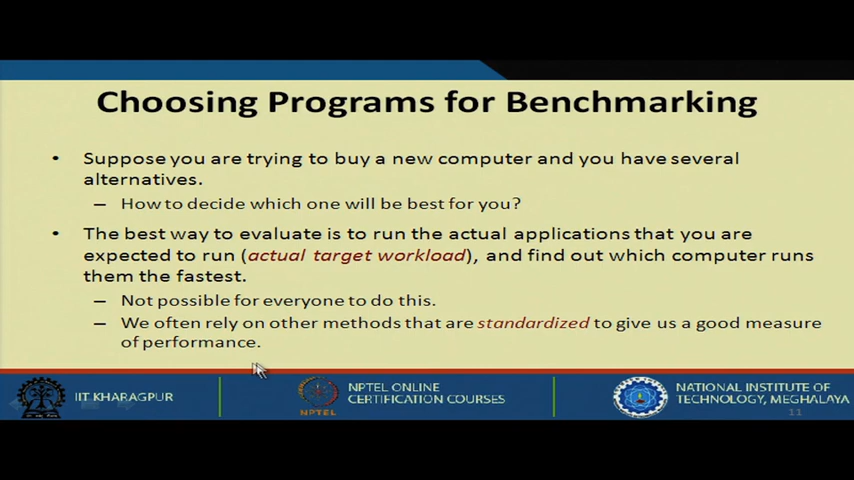 Choosing Programs for Benchmarking
• Suppose you are trying to buy a new computer and you have several
alternatives.
– How to decide which one will be best for you?
• The best way to evaluate is to run the actual applications that you are
expected to run (actual target workload), and find out which computer runs
them the fastest.
– Not possible for everyone to do this.
– We often rely on other methods that are standardized to give us a good measure
of performance.
IIT KHARAGPUR
NPTEL
NPTEL ONLINE
CERTIFICATION COURSES
NATIONAL INSTITUTE OF
TECHNOLOGY, MEGHALAYA
11